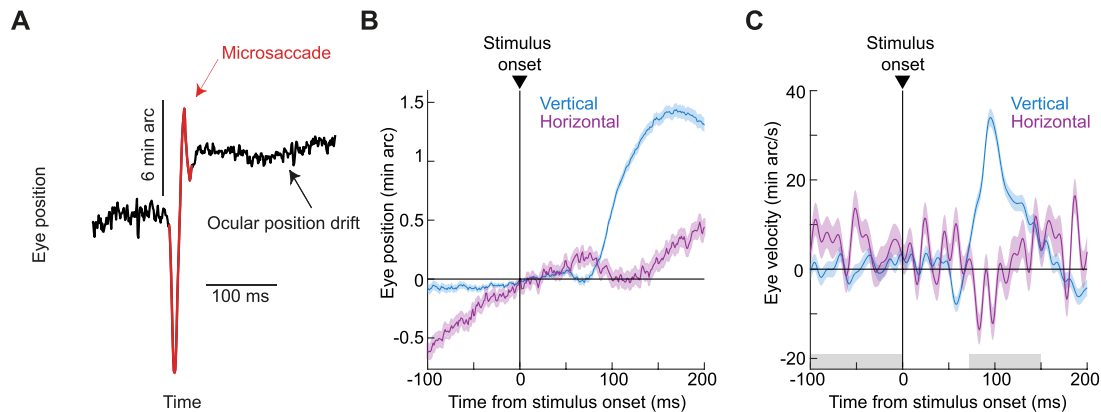 A
Microsaccade
6 min arc
Eye position
Ocular position drift
100 ms
Time
B
Stimulus
onset
Vertical
Horizontal
1.5
1
0.5
0
-0.5
Eye position (min arc)
-100
0
100
200
Time from stimulus onset (ms)
C
Stimulus
onset
Vertical
Horizontal
40
20
0
-20
Eye velocity (min arc/s)
-100
0
100
200
Time from stimulus onset (ms)